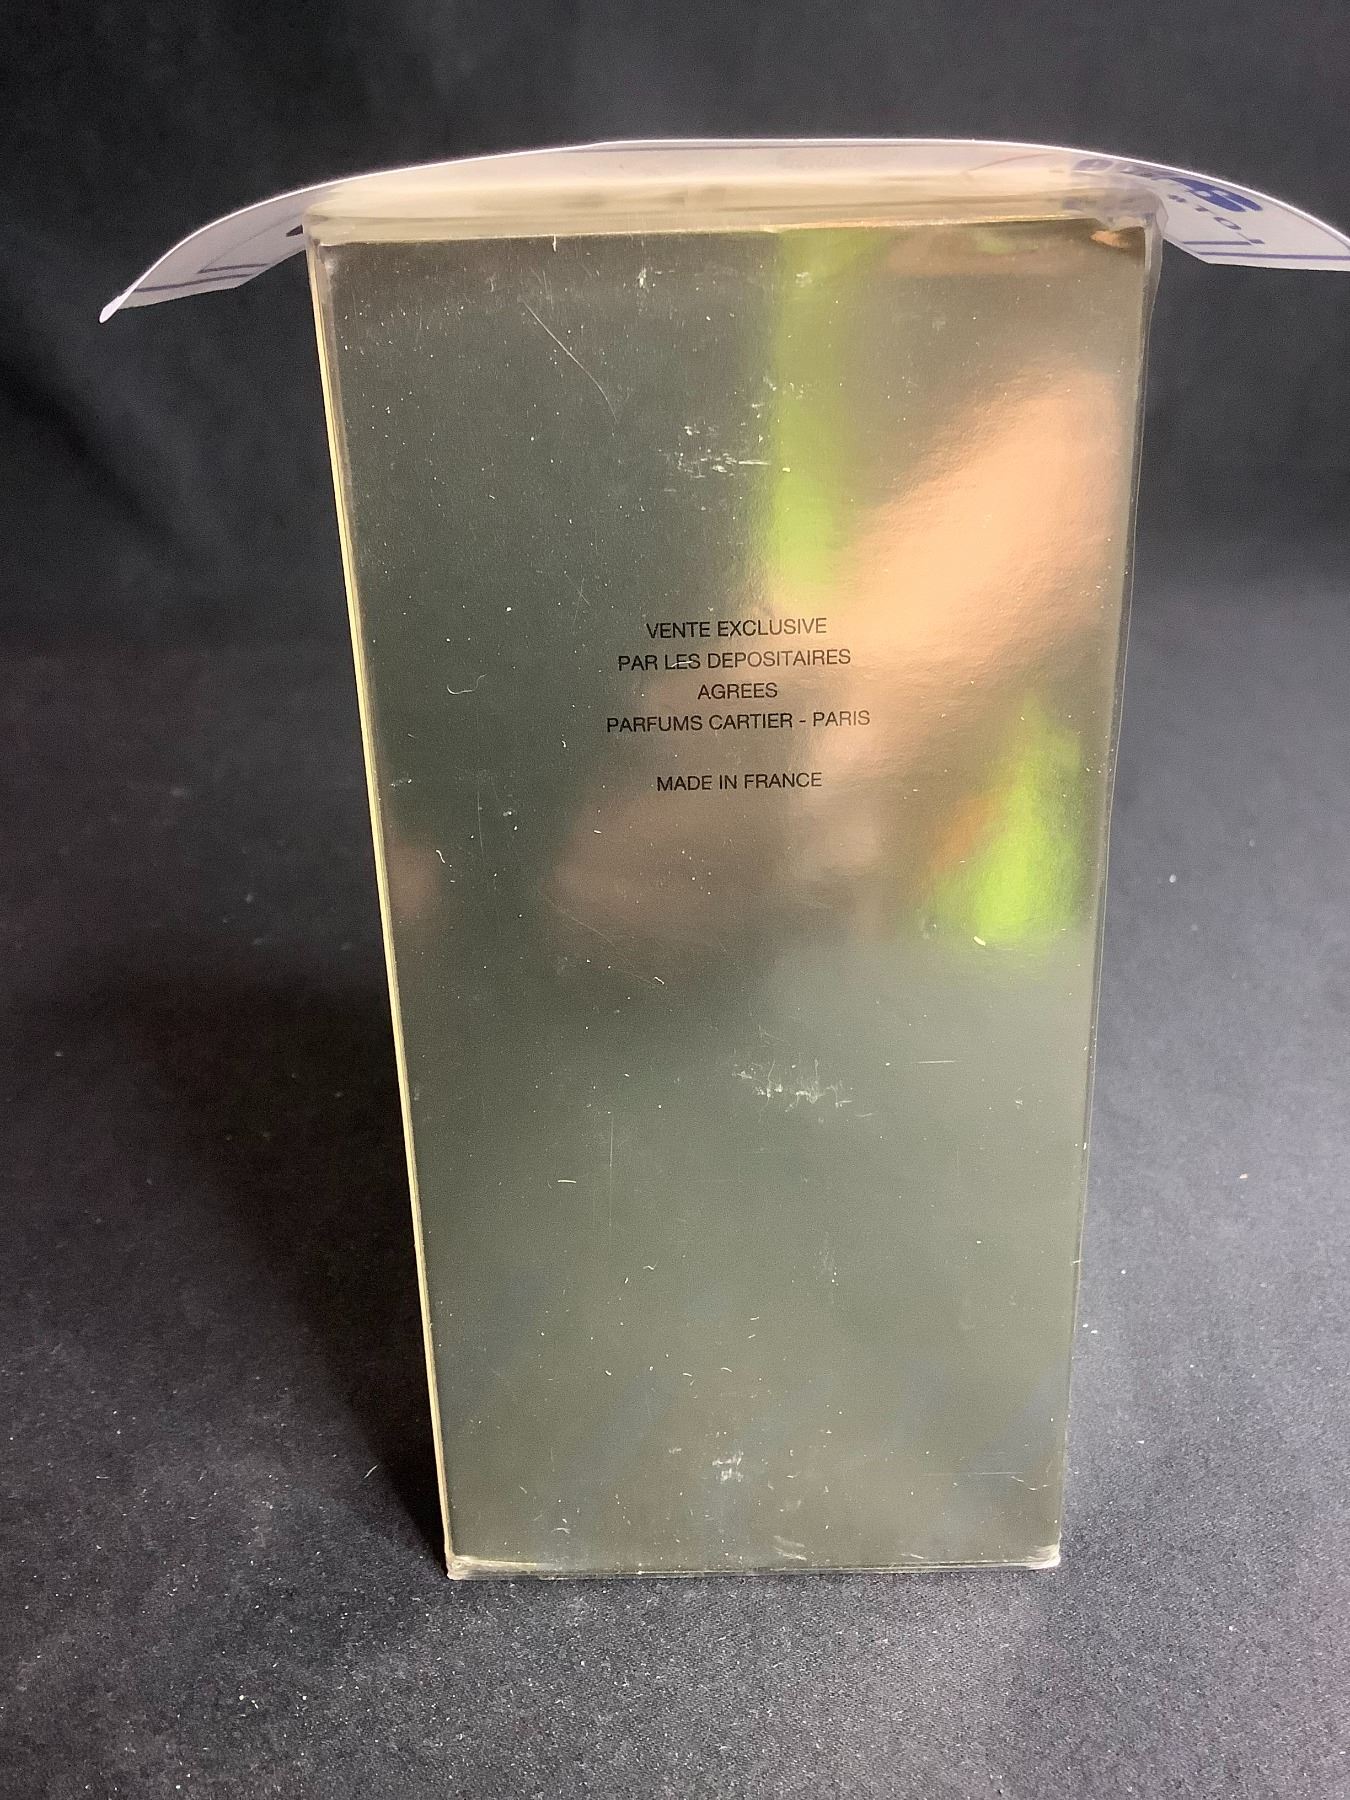 VENTE EXCLUSIVE
PAR LES DEPOSITAIRES
AGREES
PARFUMS CARTIER - PARIS
MADE IN FRANCE